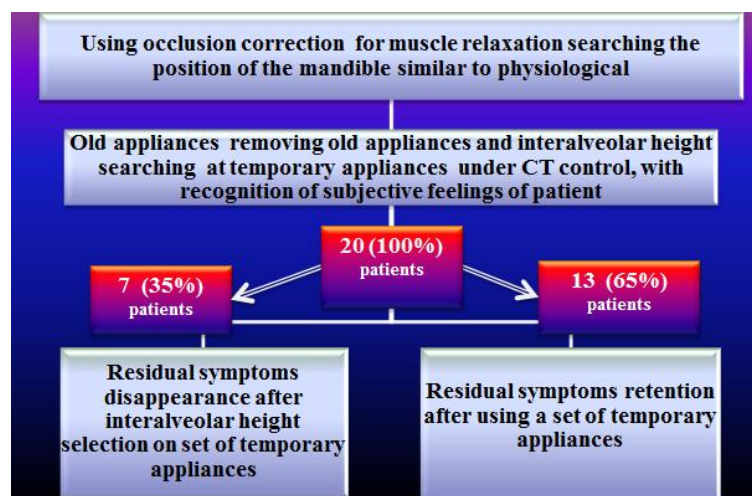 Using occlusion correction for muscle relaxation searching the
position of the mandible similar to physiological
Old appliances removing old appliances and interalveolar height
searching at temporary appliances under CT control, with
recognition of subjective feelings of patient
20 (100%)
patients
7 (35%)
patients
13 (65%)
patients
Residual symptoms
disappearance after
interalveolar height
selection on set of temporary
appliances
Residual symptoms retention
after using a set of temporary
appliances